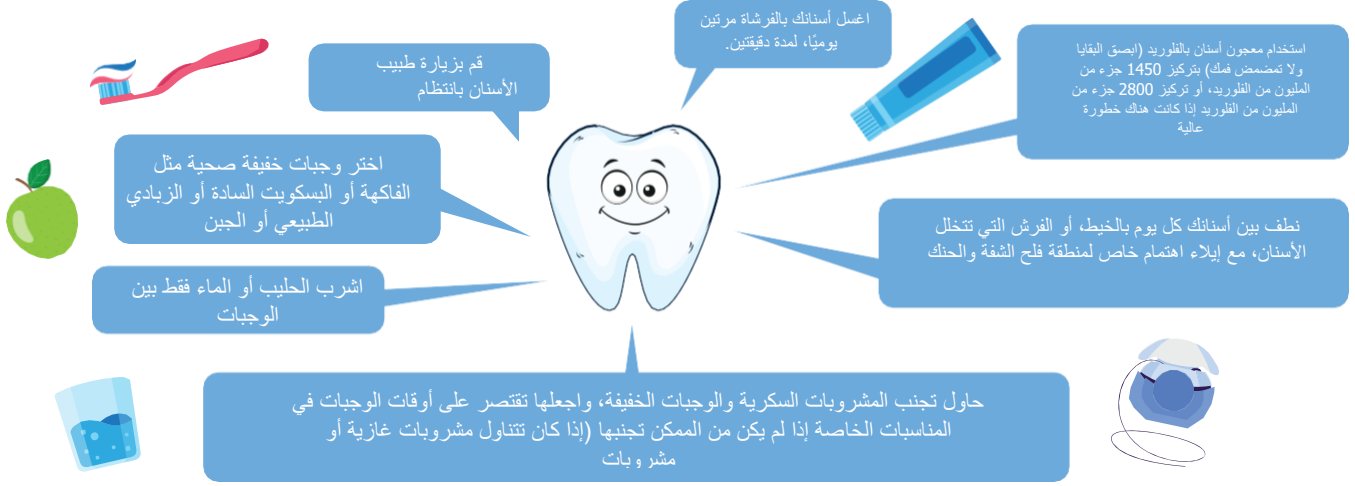 اغسل أسنانك بالفرشاة مرتين
يوميًا، لمدة دقيقتين.
استخدام معجون أسنان بالفلوريد (ابصق البقايا
ولا تمضمض فمك) بتركيز 1450 جزء من
المليون من الفلوريد، أو تركيز 2800 جزء من
المليون من الفلوريد إذا كانت هناك خطورة
عالية
قم بزيارة طبيب
الأسنان بانتظام
اختر وجبات خفيفة صحية مثل
الفاكهة أو البسكويت السادة أو الزبادي
الطبيعي أو الجبن
نطف بين أسنانك كل يوم بالخيط، أو الفرش التي تتخلل
الأسنان، مع إيلاء اهتمام خاص لمنطقة فلح الشفة والحنك
اشرب الحليب أو الماء فقط بين
الوجبات
حاول تجنب المشروبات السكرية والوجبات الخفيفة، واجعلها تقتصر على أوقات الوجبات في
المناسبات الخاصة إذا لم يكن من الممكن تجنبها (إذا كان تتناول مشروبات غازية أو
مشروبات